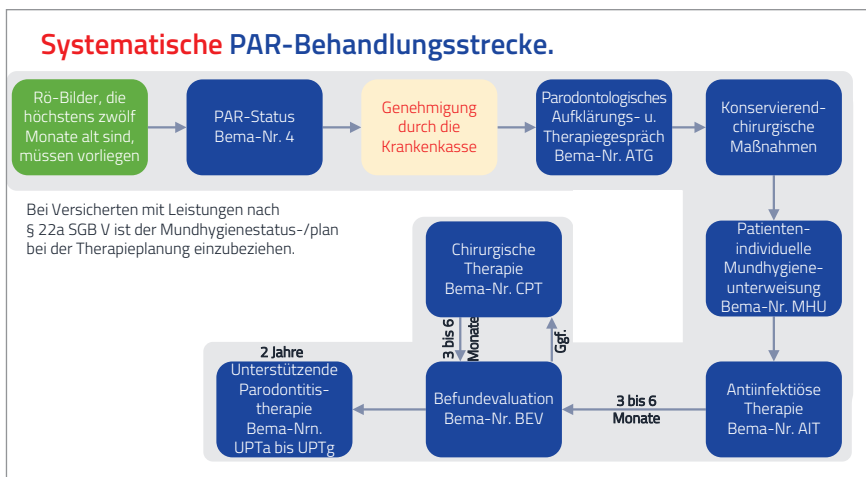 Systematische PAR-Behandlungsstrecke.
Rö-Bilder, die
höchstens zwölf
Monate alt sind,
müssen vorliegen
PAR-Status
Bema-Nr. 4
Genehmigung
durch die
Krankenkasse
Parodontologisches
Aufklärungs- u.
Therapiegespräch
Bema-Nr. ATG
Konservierend-
chirurgische
Maßnahmen
Bei Versicherten mit Leistungen nach
§ 22a SGB V ist der Mundhygienestatus-/plan
bei der Therapieplanung einzubeziehen.
Patienten-
individuelle
Mundhygiene-
unterweisung
Bema-Nr. MHU
Chirurgische
Therapie
Bema-Nr. CPT
3 bis 6
Monate
Ggf.
Antiinfektiöse
Therapie
Bema-Nr. AIT
3 bis 6
Monate
Befundevaluation
Bema-Nr. BEV
2 Jahre
Unterstützende
Parodontitis-
therapie
Bema-Nrn.
UPTa bis UPTg